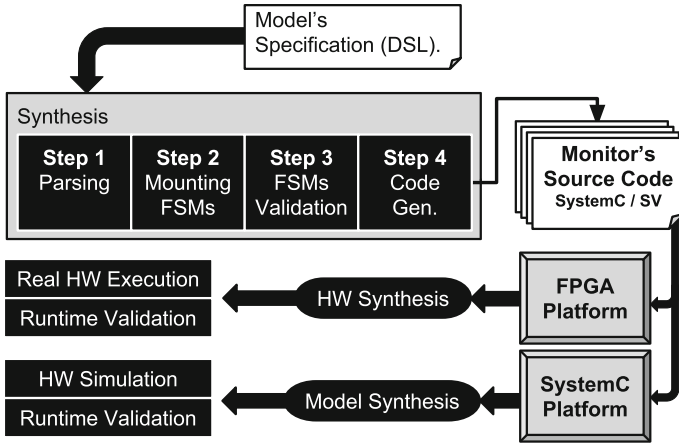 Model's
Specification (DSL).
Synthesis
Step 1
Parsing
Step 2
Mounting
FSMs
Step 3
FSMs
Validation
Step 4
Code
Gen.
Monitor's
Source Code
SystemC / SV
Real HW Execution
Runtime Validation
HW Synthesis
FPGA
Platform
HW Simulation
Runtime Validation
Model Synthesis
SystemC
Platform